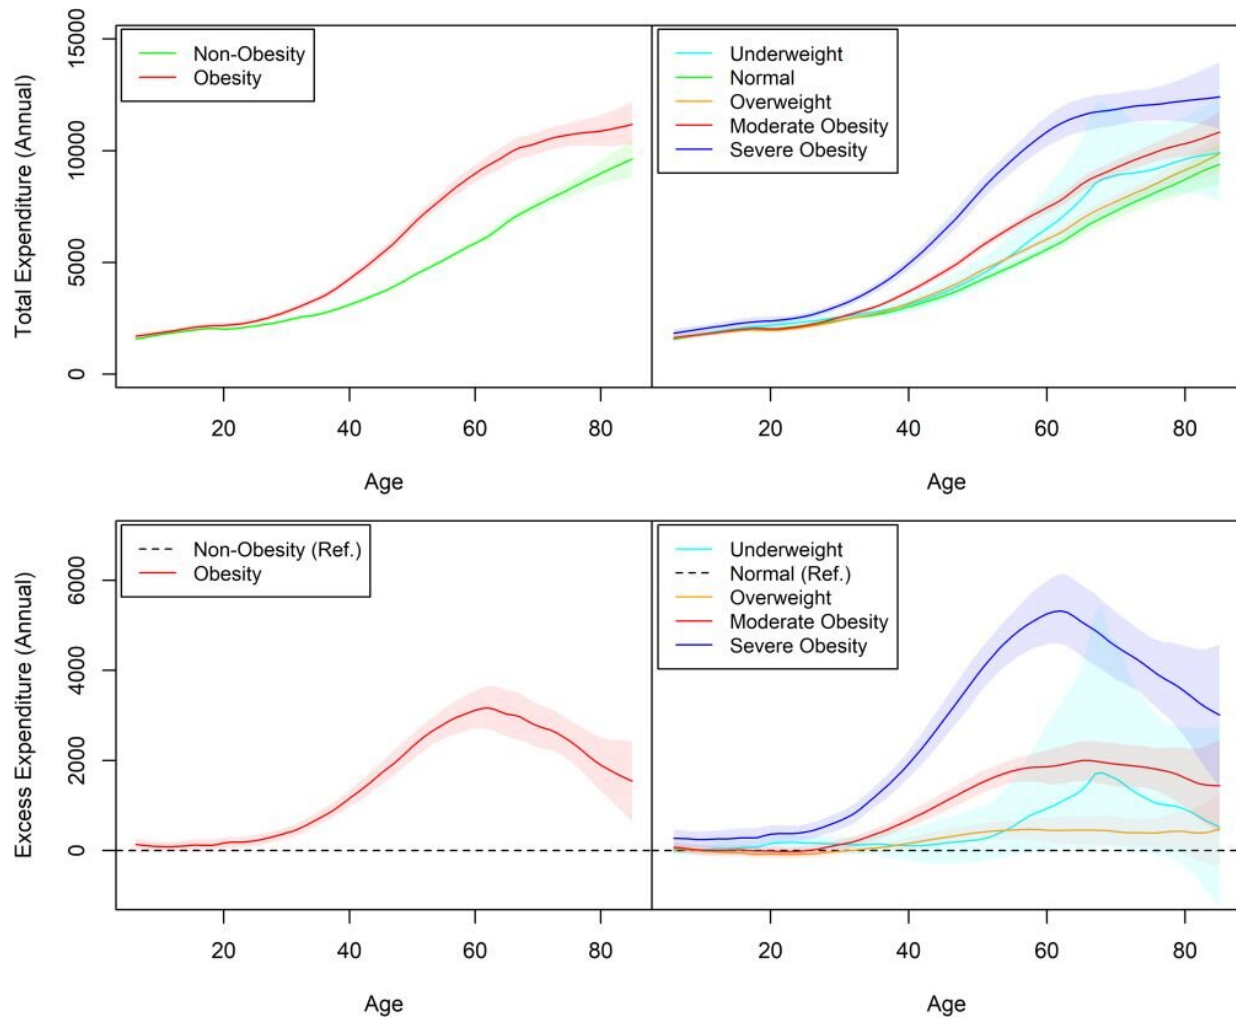 Total Expenditure (Annual)
15000
10000
5000
0
Non-Obesity
Obesity
Underweight
Normal
Overweight
Moderate Obesity
Severe Obesity
20 40 60 80
20 40 60 80
Age
Age
Excess Expenditure (Annual)
6000
4000
2000
0
Non-Obesity (Ref.)
Obesity
Underweight
Normal (Ref.)
Overweight
Moderate Obesity
Severe Obesity
20 40 60 80
20 40 60 80
Age
Age